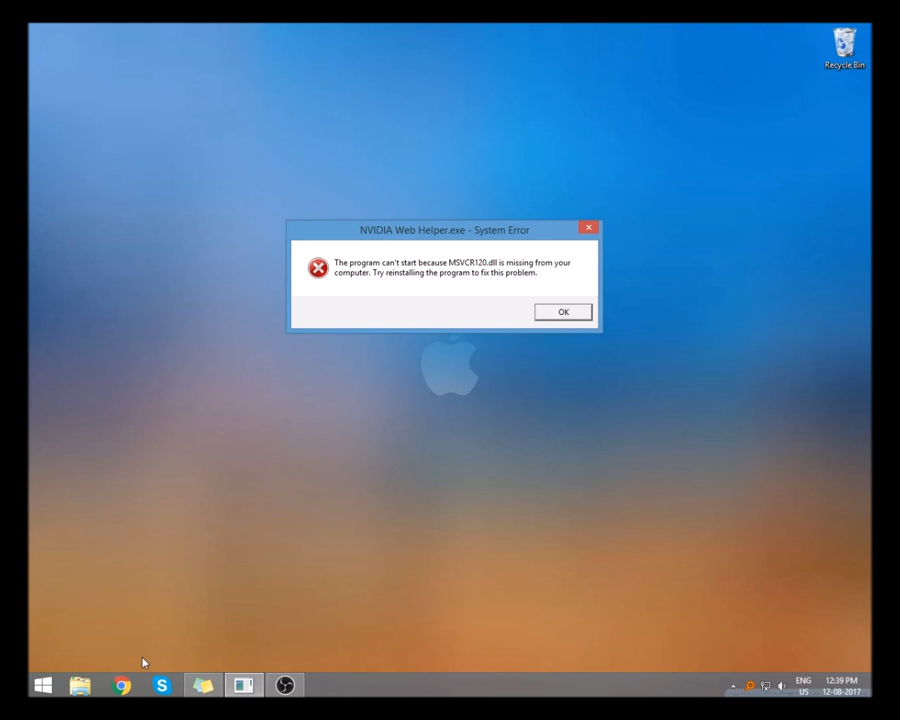 Recycle Bin
NVIDIA Web Helper.exe - System Error
The program can't start because MSVCR120.dll is missing from your
computer. Try reinstalling the program to fix this problem.
OK
ENG
US
12:39 PM
12-08-2017